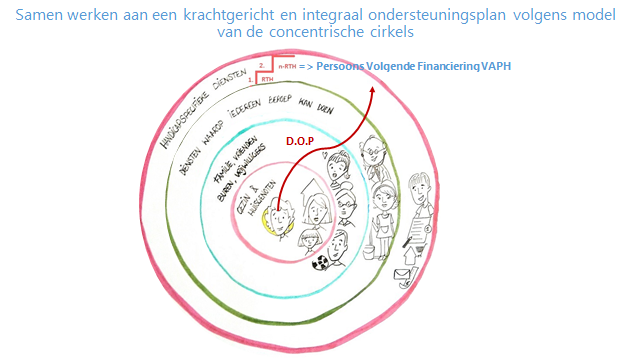 Samen werken aan een krachtgericht en integraal ondersteuningsplan volgens model
van de concentrische cirkels
2. n-RTH = > Persoons Volgende Financiering VAPH
1. RTH
HANDICAPSPECIFIEKE DIENSTEN
DIENSTEN WAAROP IEDEREEN BEROEP KAN DOEN
D.O.P
FAMILIE, VRIENDEN
BUREN, VRIJWILLIGERS
GEZIN &
HUISGENOTEN